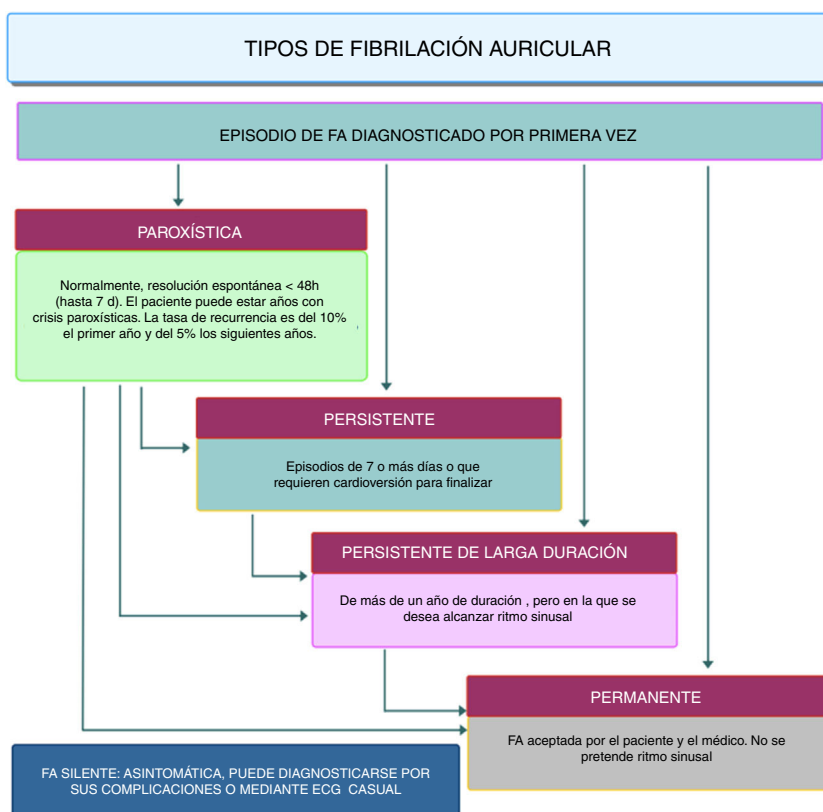 TIPOS DE FIBRILACIÓN AURICULAR
EPISODIO DE FA DIAGNOSTICADO POR PRIMERA VEZ
PAROXÍSTICA
Normalmente, resolución espontánea < 48h
(hasta 7 d). El paciente puede estar años con
crisis paroxísticas. La tasa de recurrencia es del 10%
el primer año y del 5% los siguientes años.
PERSISTENTE
Episodios de 7 o más días o que
requieren cardioversión para finalizar
PERSISTENTE DE LARGA DURACIÓN
De más de un año de duración , pero en la que se
desea alcanzar ritmo sinusal
PERMANENTE
FA aceptada por el paciente y el médico. No se
pretende ritmo sinusal
FA SILENTE: ASINTOMÁTICA, PUEDE DIAGNOSTICARSE POR
SUS COMPLICACIONES O MEDIANTE ECG CASUAL